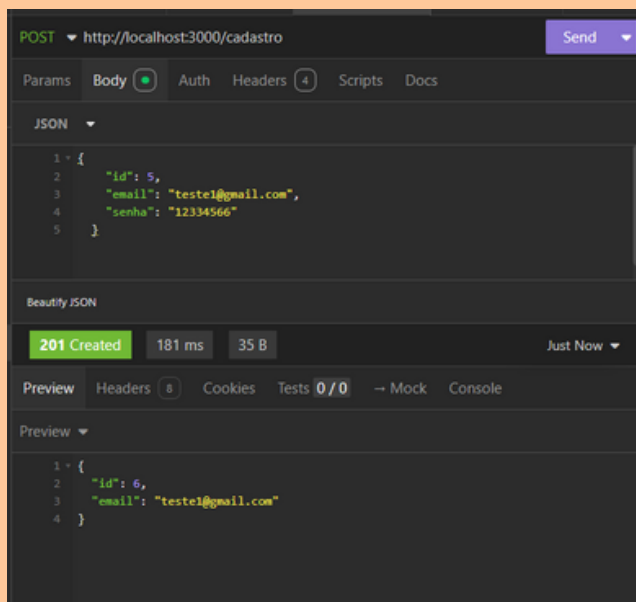 POST http://localhost:3000/cadastro Send
Params Body Auth Headers 4 Scripts Docs
JSON
1 {
2 "id": 5,
3 "email": "teste1@gmail.com",
4 "senha": "12334566"
5 }
Beautify JSON
201 Created 181 ms 35 B Just Now
Preview Headers 8 Cookies Tests 0 / 0 → Mock Console
Preview
1 {
2 "id": 6,
3 "email": "teste1@gmail.com"
4 }